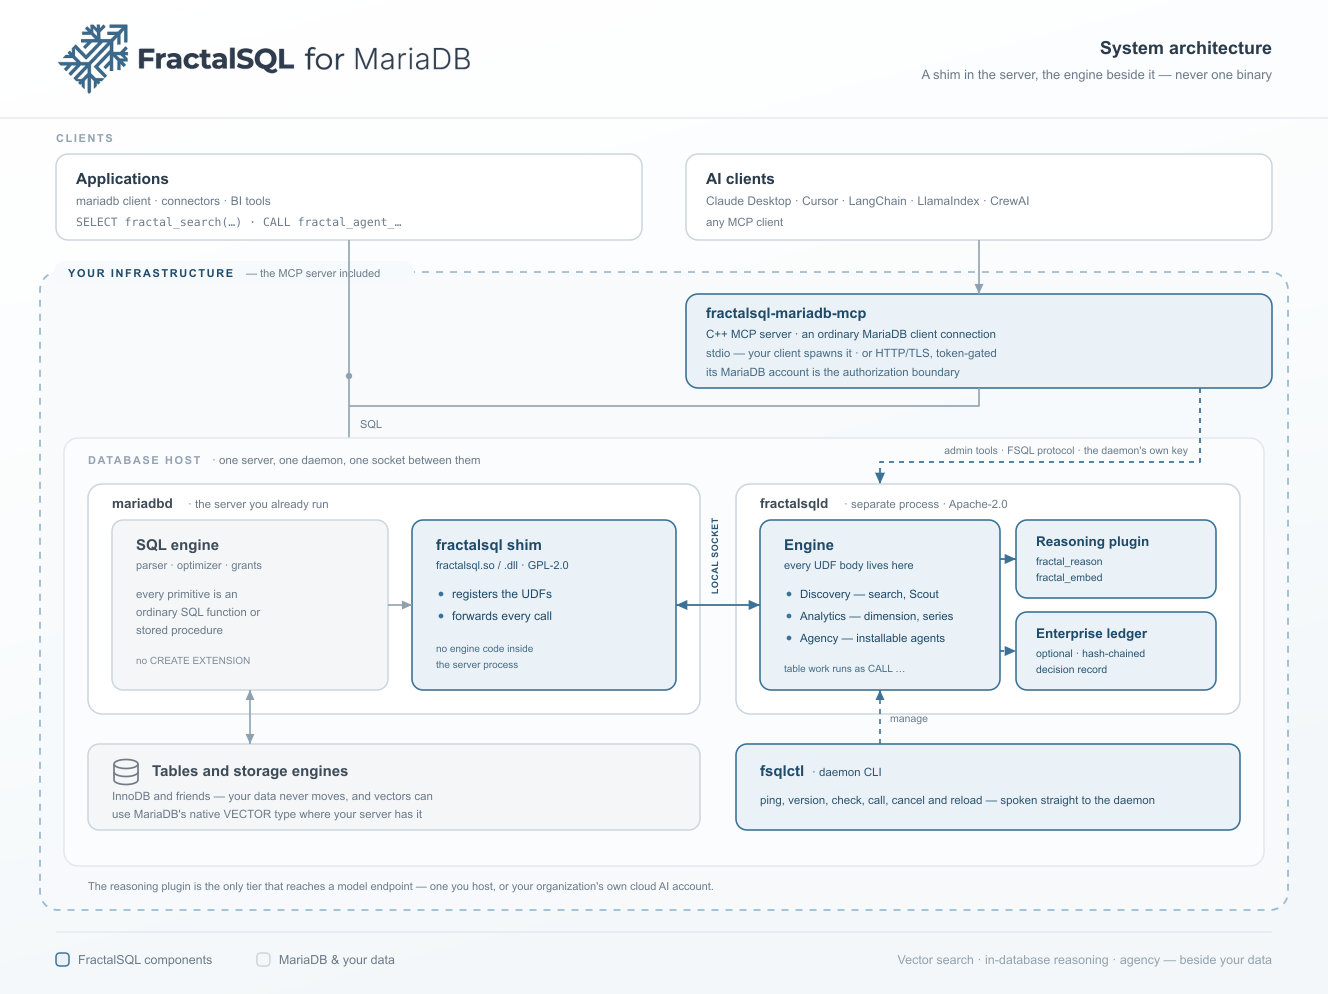 FractalSQL for MariaDB
System architecture
A shim in the server, the engine beside it — never one binary
CLIENTS
Applications
mariadb client · connectors · BI tools
SELECT fractal_search(…) · CALL fractal_agent_…
AI clients
Claude Desktop · Cursor · LangChain · LlamaIndex · CrewAI
any MCP client
YOUR INFRASTRUCTURE — the MCP server included
fractalsql-mariadb-mcp
C++ MCP server · an ordinary MariaDB client connection
stdio — your client spawns it · or HTTP/TLS, token-gated
its MariaDB account is the authorization boundary
SQL
DATABASE HOST · one server, one daemon, one socket between them
admin tools · FSQL protocol · the daemon's own key
mariadbd · the server you already run
SQL engine
parser · optimizer · grants
every primitive is an
ordinary SQL function or
stored procedure
no CREATE EXTENSION
fractalsql shim
fractalsql.so / .dll · GPL-2.0
• registers the UDFs
• forwards every call
no engine code inside
the server process
LOCAL SOCKET
fractalsqld · separate process · Apache-2.0
Engine
every UDF body lives here
• Discovery — search, Scout
• Analytics — dimension, series
• Agency — installable agents
table work runs as CALL …
Reasoning plugin
fractal_reason
fractal_embed
Enterprise ledger
optional · hash-chained
decision record
manage
Tables and storage engines
InnoDB and friends — your data never moves, and vectors can
use MariaDB's native VECTOR type where your server has it
fsqlctl · daemon CLI
ping, version, check, call, cancel and reload — spoken straight to the daemon
The reasoning plugin is the only tier that reaches a model endpoint — one you host, or your organization's own cloud AI account.
FractalSQL components
MariaDB & your data
Vector search · in-database reasoning · agency — beside your data